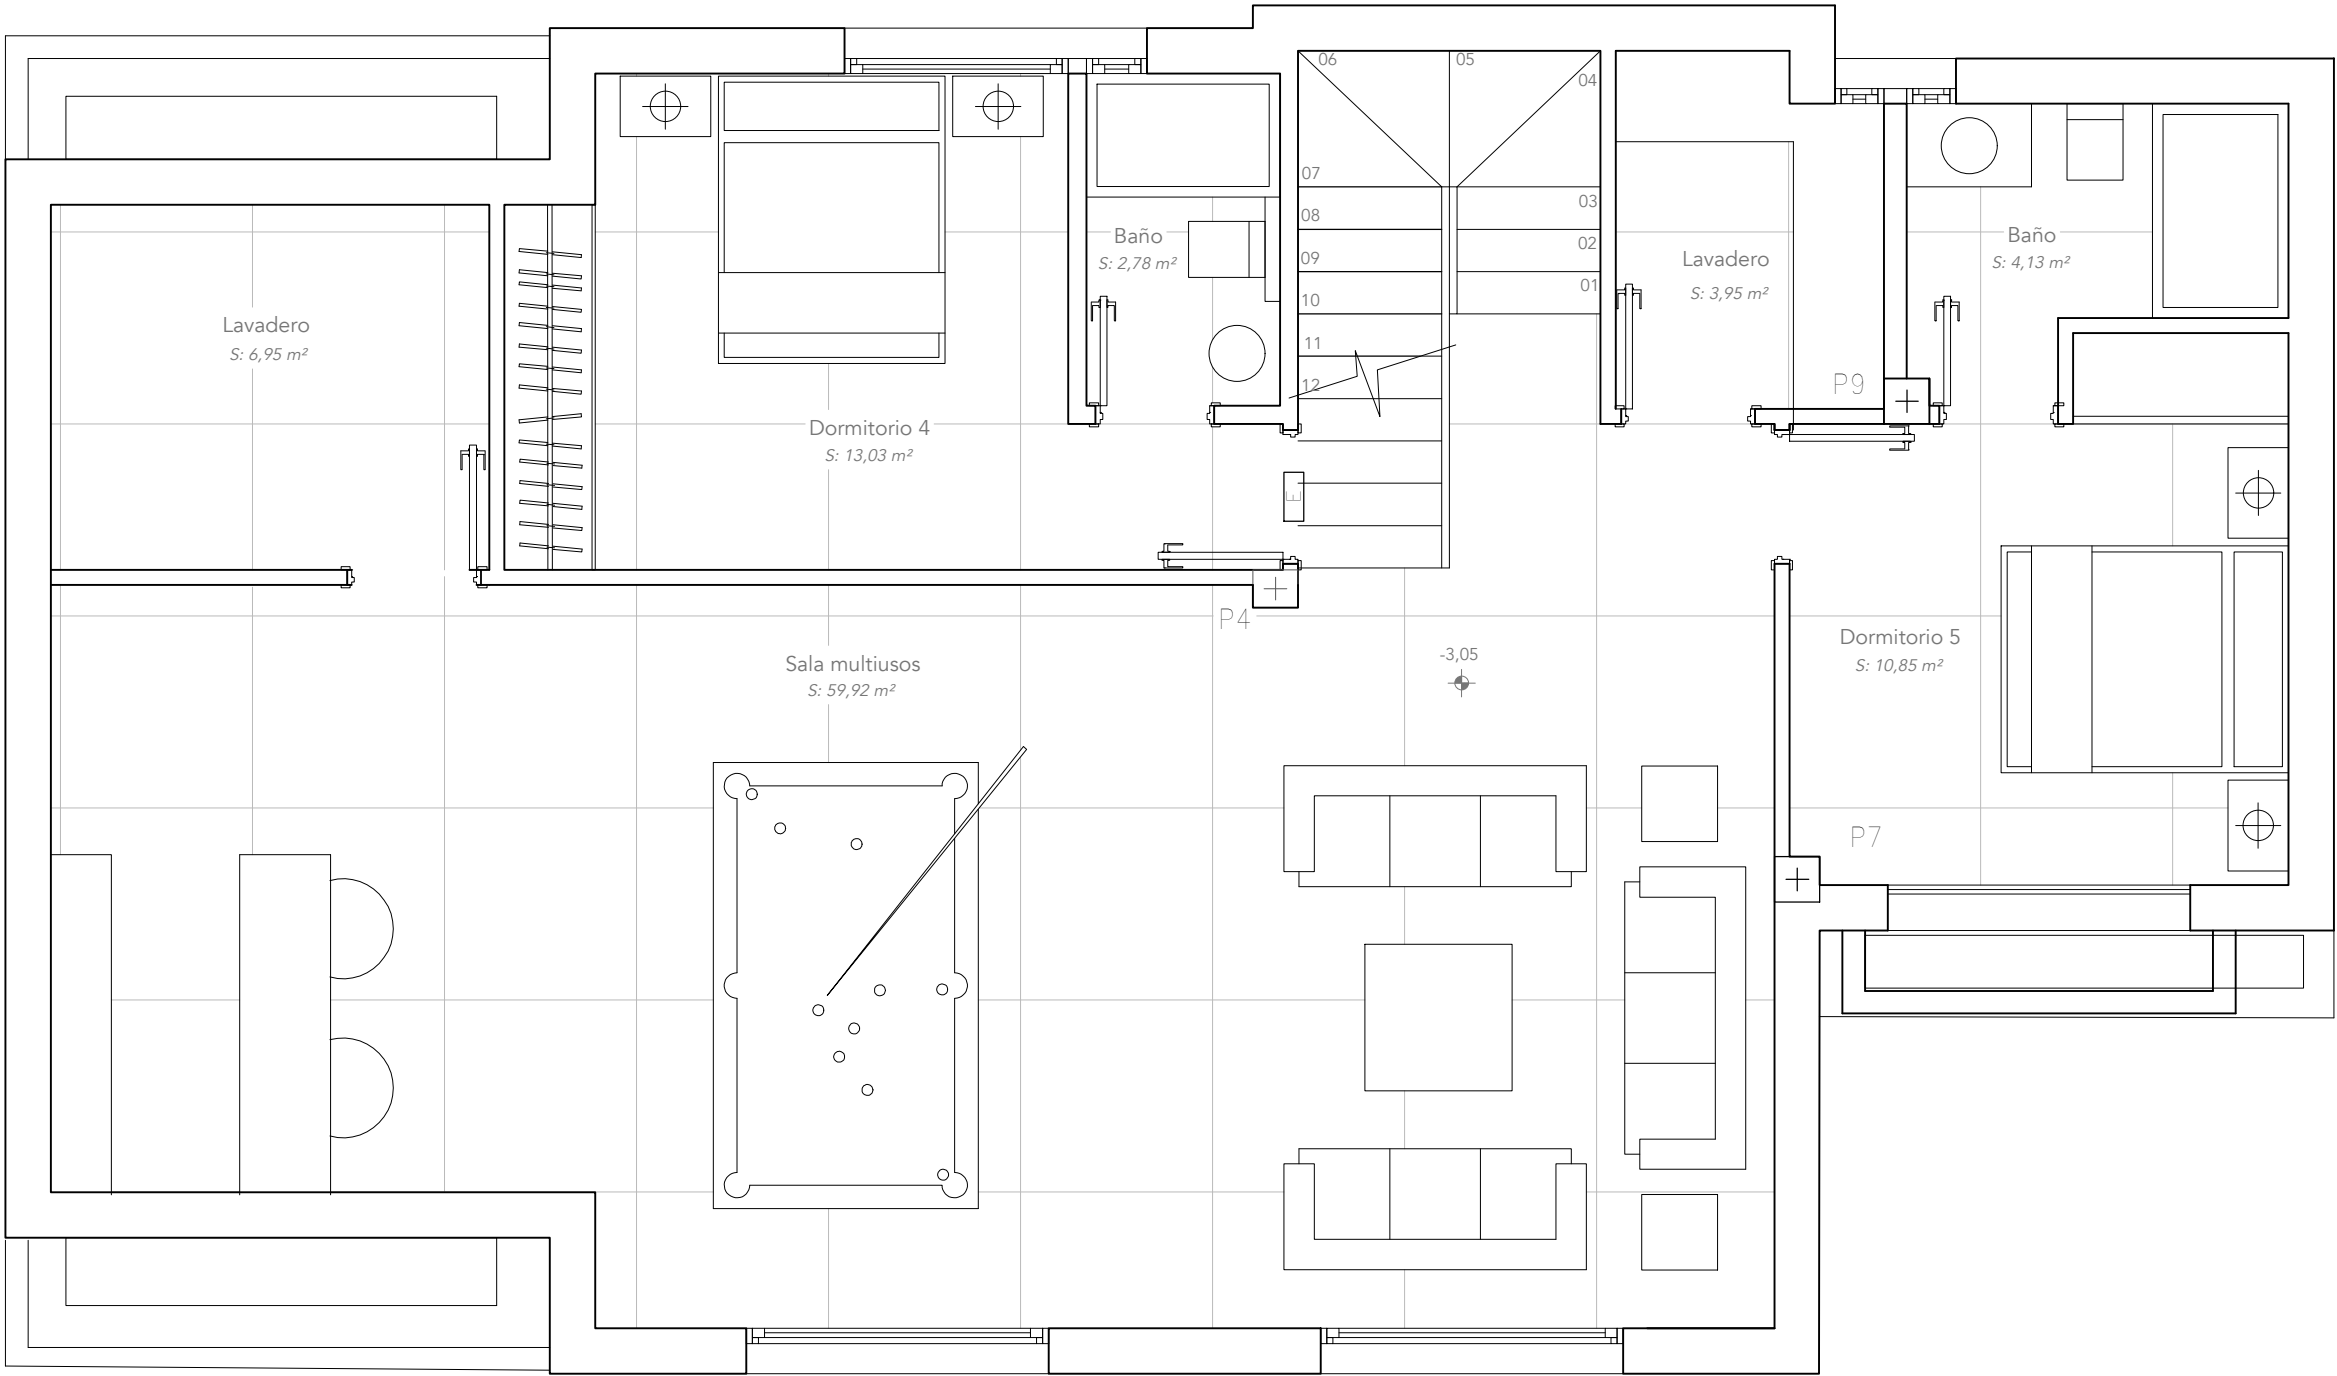 06
05
04
07
03
08
02
09
01
10
11
12
Baño
S: 2,78 m²
Baño
S: 4,13 m²
Lavadero
S: 3,95 m²
Lavadero
S: 6,95 m²
P9
Dormitorio 4
S: 13,03 m²
E
P4
Sala multiusos
S: 59,92 m²
-3,05
Dormitorio 5
S: 10,85 m²
P7